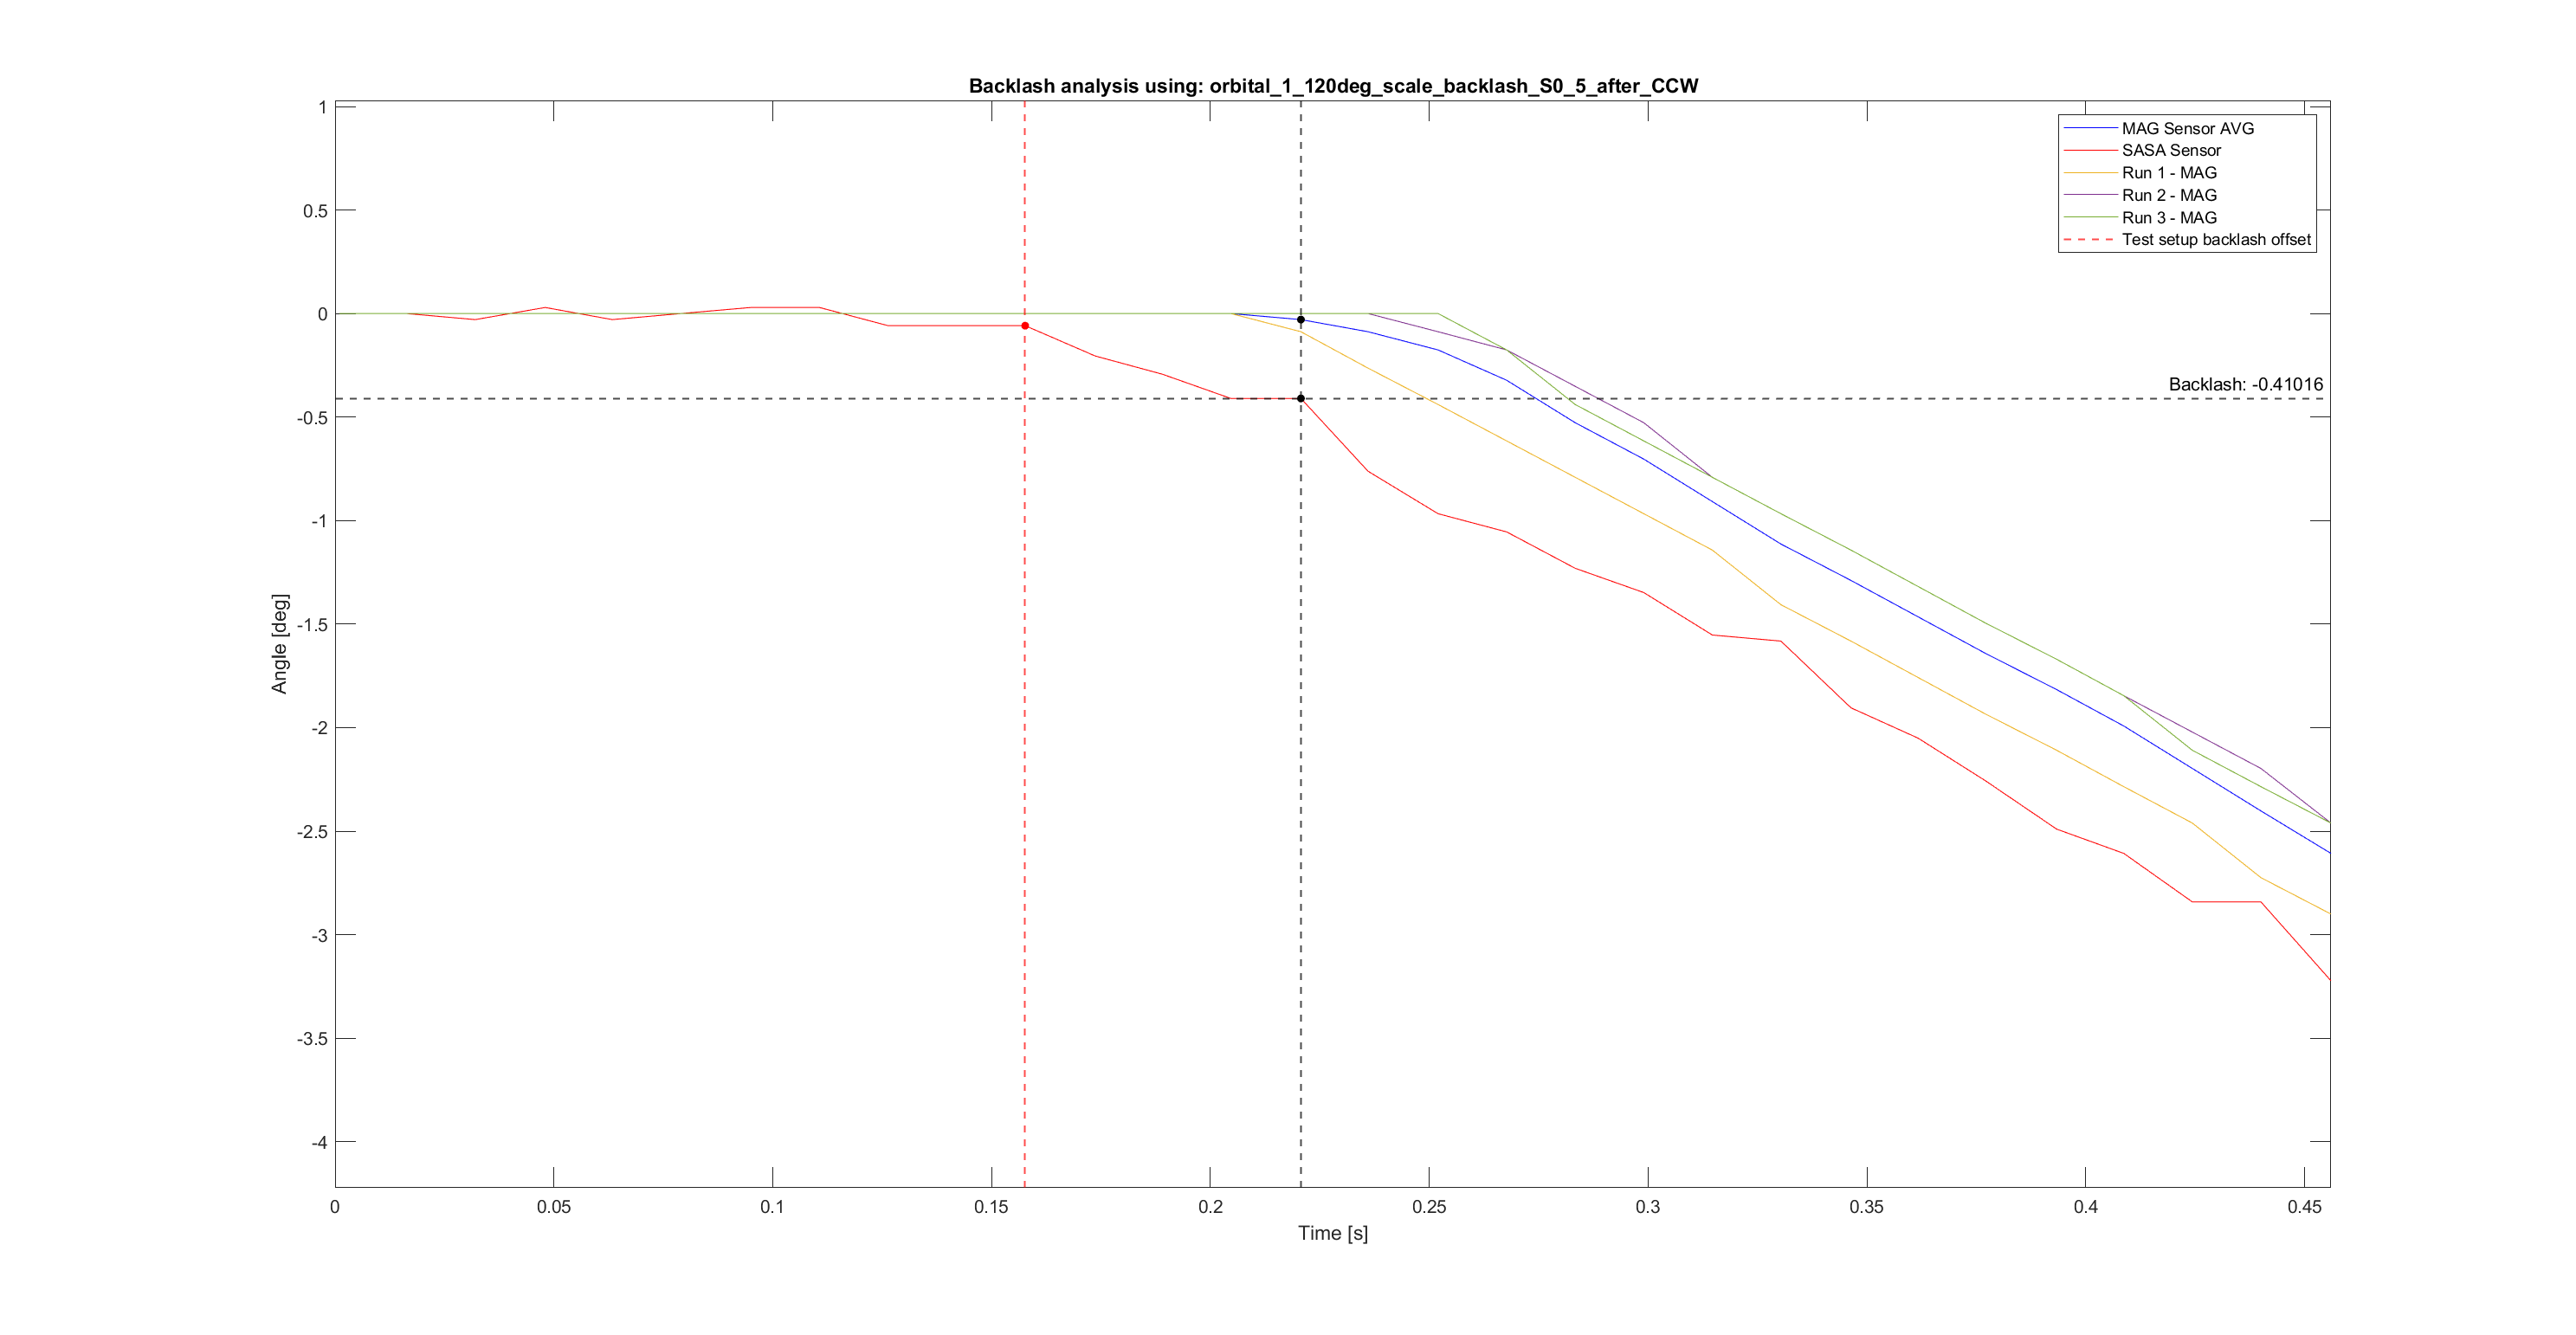 Backlash analysis using: orbital_1_120deg_scale_backlash_S0_5_after_CCW
MAG Sensor AVG
SASA Sensor
Run 1 - MAG
Run 2 - MAG
Run 3 - MAG
Test setup backlash offset
1
0.5
0
-0.5
-1
-1.5
-2
-2.5
-3
-3.5
-4
Angle [deg]
Backlash: -0.41016
0
0.05
0.1
0.15
0.2
0.25
0.3
0.35
0.4
0.45
Time [s]